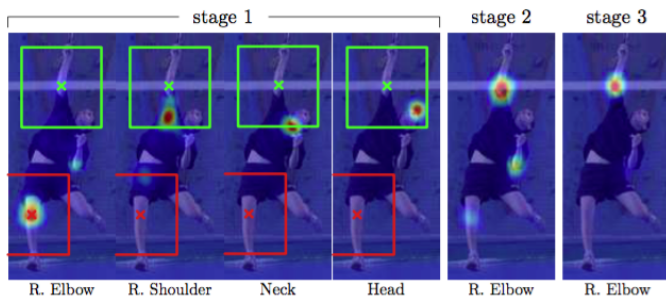 stage 1
stage 2
stage 3
R. Elbow
R. Shoulder
Neck
Head
R. Elbow
R. Elbow